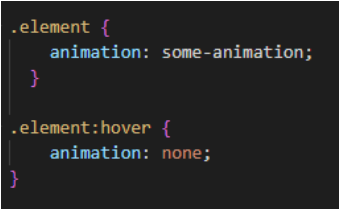 .element {
    animation: some-animation;
  }
.element:hover {
    animation: none;
}